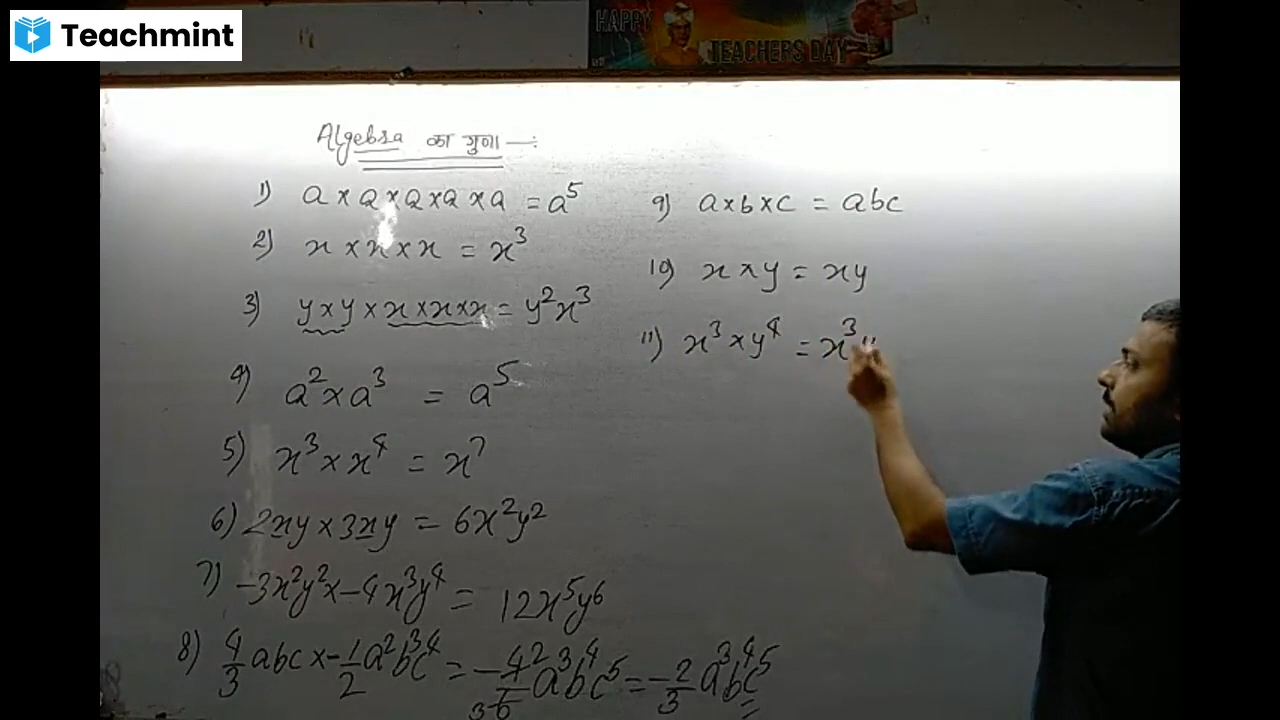 Teachmint
HAPPY
TEACHERS DAY
Algebra का गुना —:
1) a × a × a × a × a = a⁵
2) x × x × x = x³
3) y × y × x × x × x = y²x³
4) a² × a³ = a⁵
5) x³ × x⁴ = x⁷
6) 2xy × 3xy = 6x²y²
7) -3x²y² × -4x³y⁴ = 12x⁵y⁶
8) 4/3 abc × -1/2 a²b³c⁴ = -4²/6 3 a³b⁴c⁵ = -2/3 a³b⁴c⁵
9) a × b × c = abc
10) x × y = xy
11) x³ × y⁴ = x³